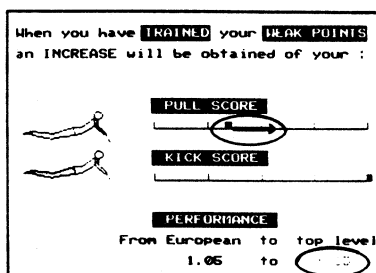 When you have TRAINED your WEAK POINTS
an INCREASE will be obtained of your :
PULL SCORE
KICK SCORE
PERFORMANCE
From European to top level
1.05 to